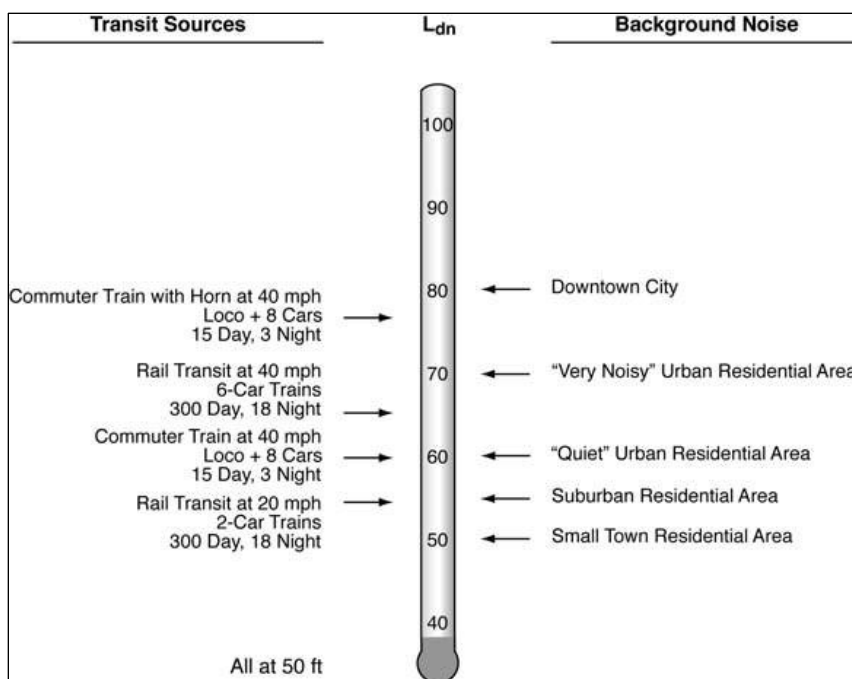 Transit Sources
Ldn
Background Noise
100
90
80
70
60
50
40
Commuter Train with Horn at 40 mph
Loco + 8 Cars
15 Day, 3 Night
Rail Transit at 40 mph
6-Car Trains
300 Day, 18 Night
Commuter Train at 40 mph
Loco + 8 Cars
15 Day, 3 Night
Rail Transit at 20 mph
2-Car Trains
300 Day, 18 Night
All at 50 ft
Downtown City
“Very Noisy” Urban Residential Area
“Quiet” Urban Residential Area
Suburban Residential Area
Small Town Residential Area